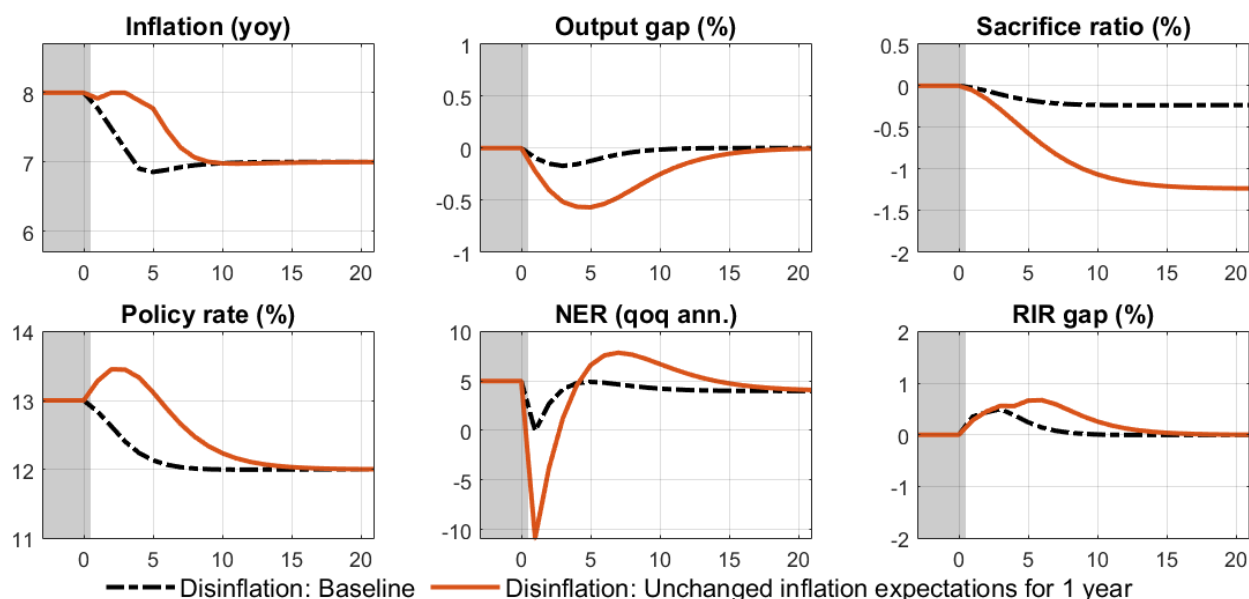 Inflation (yoy)
8
7
6
0 5 10 15 20
Output gap (%)
1
0.5
0
-0.5
-1
0 5 10 15 20
Sacrifice ratio (%)
0.5
0
-0.5
-1
-1.5
-2
0 5 10 15 20
Policy rate (%)
14
13
12
11
0 5 10 15 20
NER (qoq ann.)
10
5
0
-5
-10
0 5 10 15 20
RIR gap (%)
2
1
0
-1
-2
0 5 10 15 20
Disinflation: Baseline Disinflation: Unchanged inflation expectations for 1 year